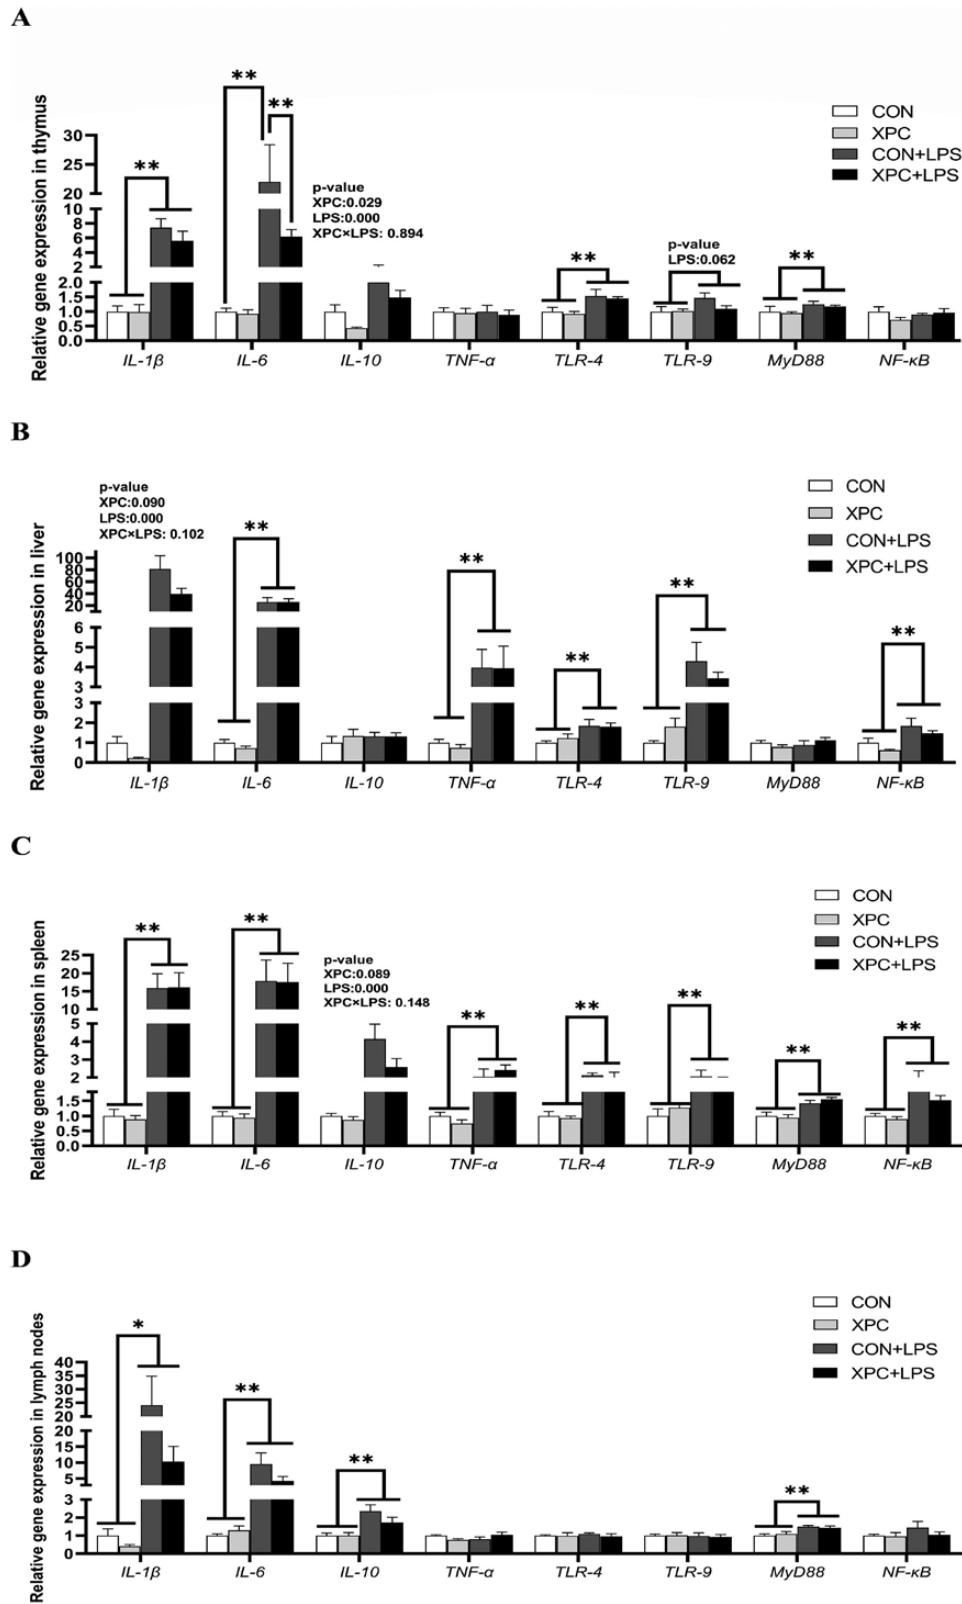 A
Relative gene expression in thymus
30
25
20
10
8
6
4
2
2.0
1.5
1.0
0.5
0.0
**
**
**
p-value
XPC:0.029
LPS:0.000
XPC×LPS: 0.894
**
p-value
LPS:0.062
**
CON
XPC
CON+LPS
XPC+LPS
IL-1β IL-6 IL-10 TNF-α TLR-4 TLR-9 MyD88 NF-κB
B
Relative gene expression in liver
100
80
60
40
20
6
5
4
3
3
2
1
0
p-value
XPC:0.090
LPS:0.000
XPC×LPS: 0.102
**
**
**
**
**
CON
XPC
CON+LPS
XPC+LPS
IL-1β IL-6 IL-10 TNF-α TLR-4 TLR-9 MyD88 NF-κB
C
Relative gene expression in spleen
25
20
15
10
5
4
3
2
1.5
1.0
0.5
0.0
**
**
p-value
XPC:0.089
LPS:0.000
XPC×LPS: 0.148
**
**
**
**
**
CON
XPC
CON+LPS
XPC+LPS
IL-1β IL-6 IL-10 TNF-α TLR-4 TLR-9 MyD88 NF-κB
D
Relative gene expression in lymph nodes
40
35
30
25
20
20
15
10
5
3
2
1
0
*
**
**
**
CON
XPC
CON+LPS
XPC+LPS
IL-1β IL-6 IL-10 TNF-α TLR-4 TLR-9 MyD88 NF-κB